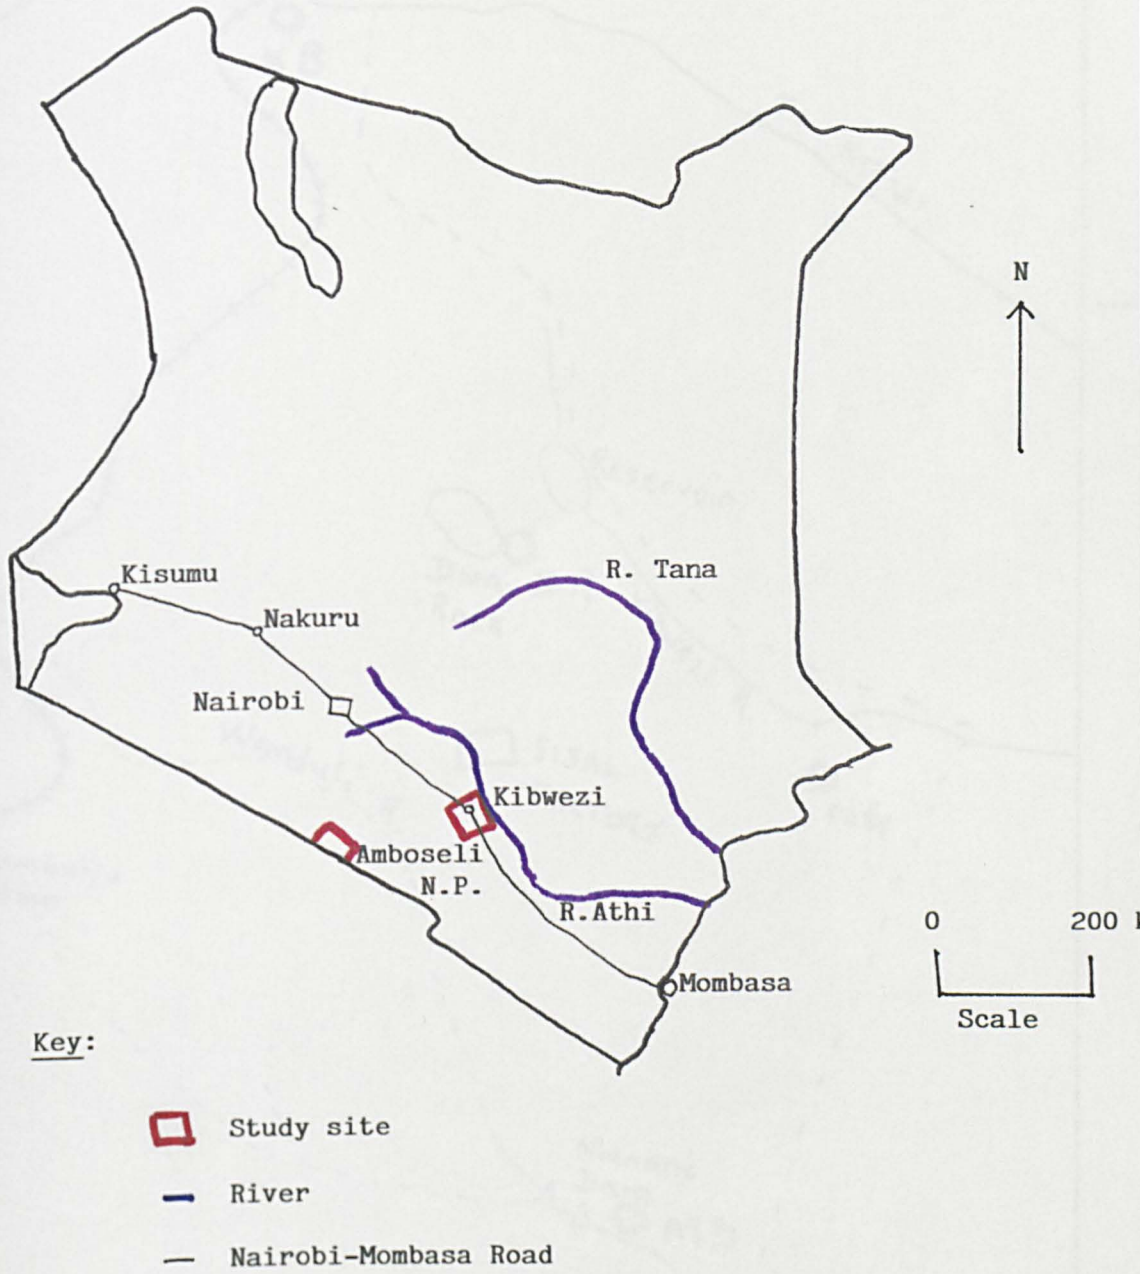 N
Kisumu
R. Tana
Nakuru
Nairobi
Kibwezi
Amboseli
N.P.
R.Athi
0 200
Mombasa
Scale
Key:
Study site
River
Nairobi-Mombasa Road